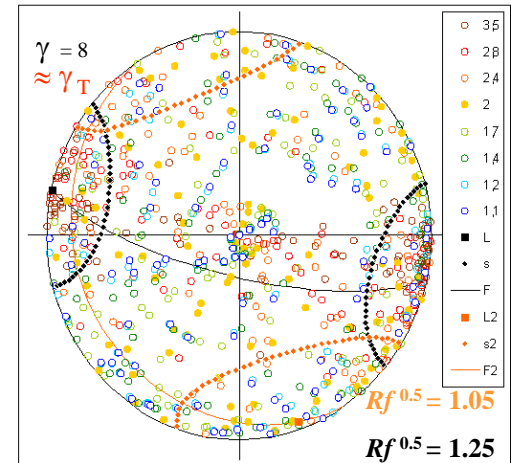 γ = 8
≈ γ T
3,5
2,8
2,4
2
1,7
1,4
1,2
1,1
L
s
F
L2
s2
F2
Rf 0.5 = 1.05
Rf 0.5 = 1.25